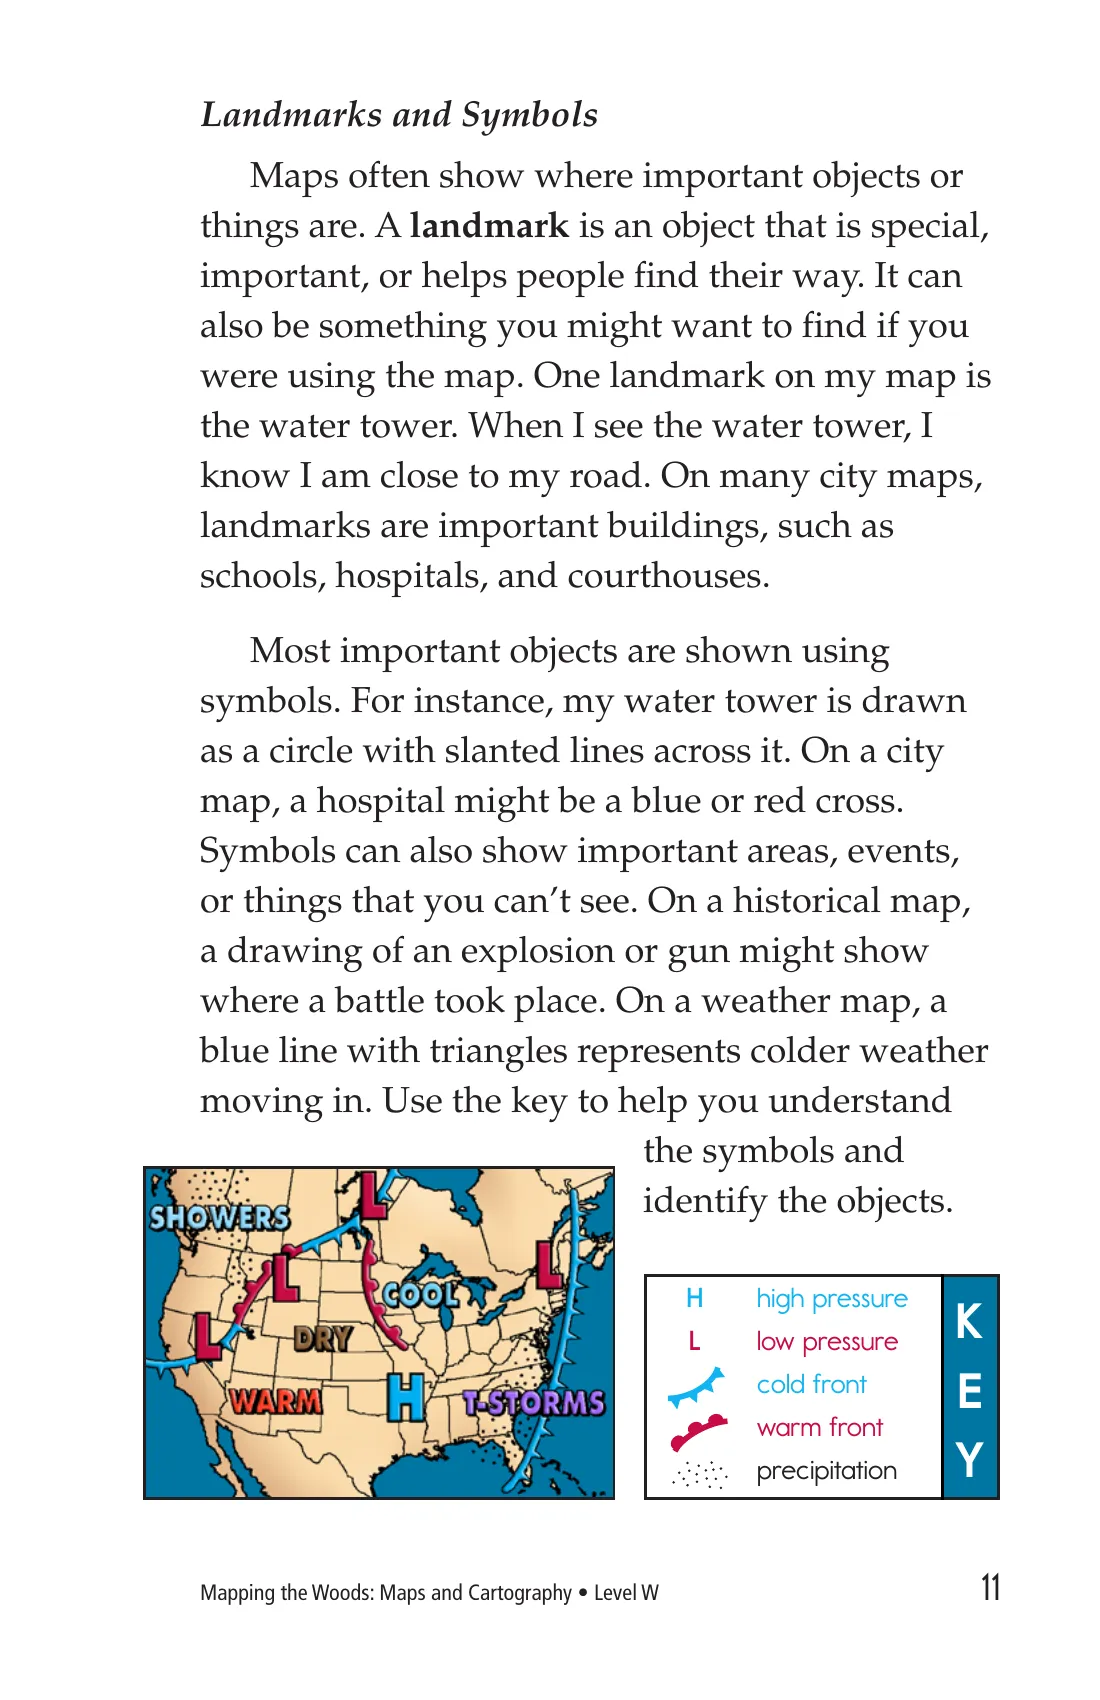 Landmarks and Symbols
Maps often show where important objects or
things are. A landmark is an object that is special,
important, or helps people find their way. It can
also be something you might want to find if you
were using the map. One landmark on my map is
the water tower. When I see the water tower, I
know I am close to my road. On many city maps,
landmarks are important buildings, such as
schools, hospitals, and courthouses.
Most important objects are shown using
symbols. For instance, my water tower is drawn
as a circle with slanted lines across it. On a city
map, a hospital might be a blue or red cross.
Symbols can also show important areas, events,
or things that you can’t see. On a historical map,
a drawing of an explosion or gun might show
where a battle took place. On a weather map, a
blue line with triangles represents colder weather
moving in. Use the key to help you understand
the symbols and
identify the objects.
L
SHOWERS
L
L
COOL
L
DRY
WARM
H
T-STORMS
H high pressure
L low pressure
cold front
warm front
precipitation
KEY
Mapping the Woods: Maps and Cartography • Level W 11